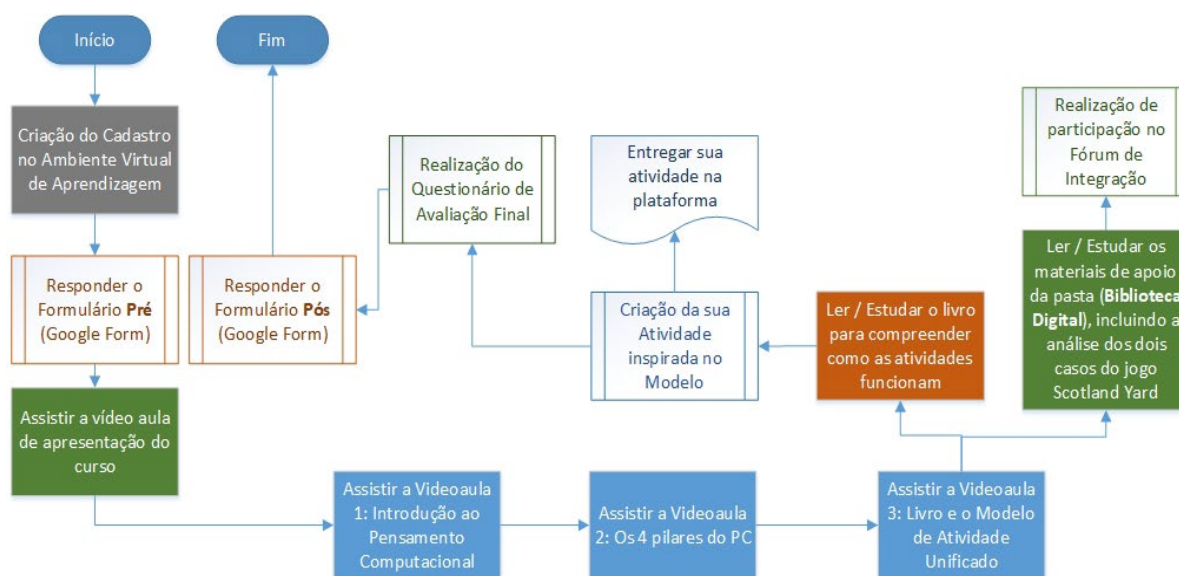 Início
Fim
Criação do Cadastro
no Ambiente Virtual
de Aprendizagem
Realização do
Questionário de
Avaliação Final
Entregar sua
atividade na
plataforma
Realização de
participação no
Fórum de
Integração
Responder o
Formulário Pré
(Google Form)
Responder o
Formulário Pós
(Google Form)
Criação da sua
Atividade
inspirada no
Modelo
Ler / Estudar o livro
para compreender
como as atividades
funcionam
Ler / Estudar os
materiais de apoio
da pasta (Biblioteca
Digital), incluindo a
análise dos dois
casos do jogo
Scotland Yard
Assistir a vídeo aula
de apresentação do
curso
Assistir a Videoaula
1: Introdução ao
Pensamento
Computacional
Assistir a Videoaula
2: Os 4 pilares do PC
Assistir a Videoaula
3: Livro e o Modelo
de Atividade
Unificado